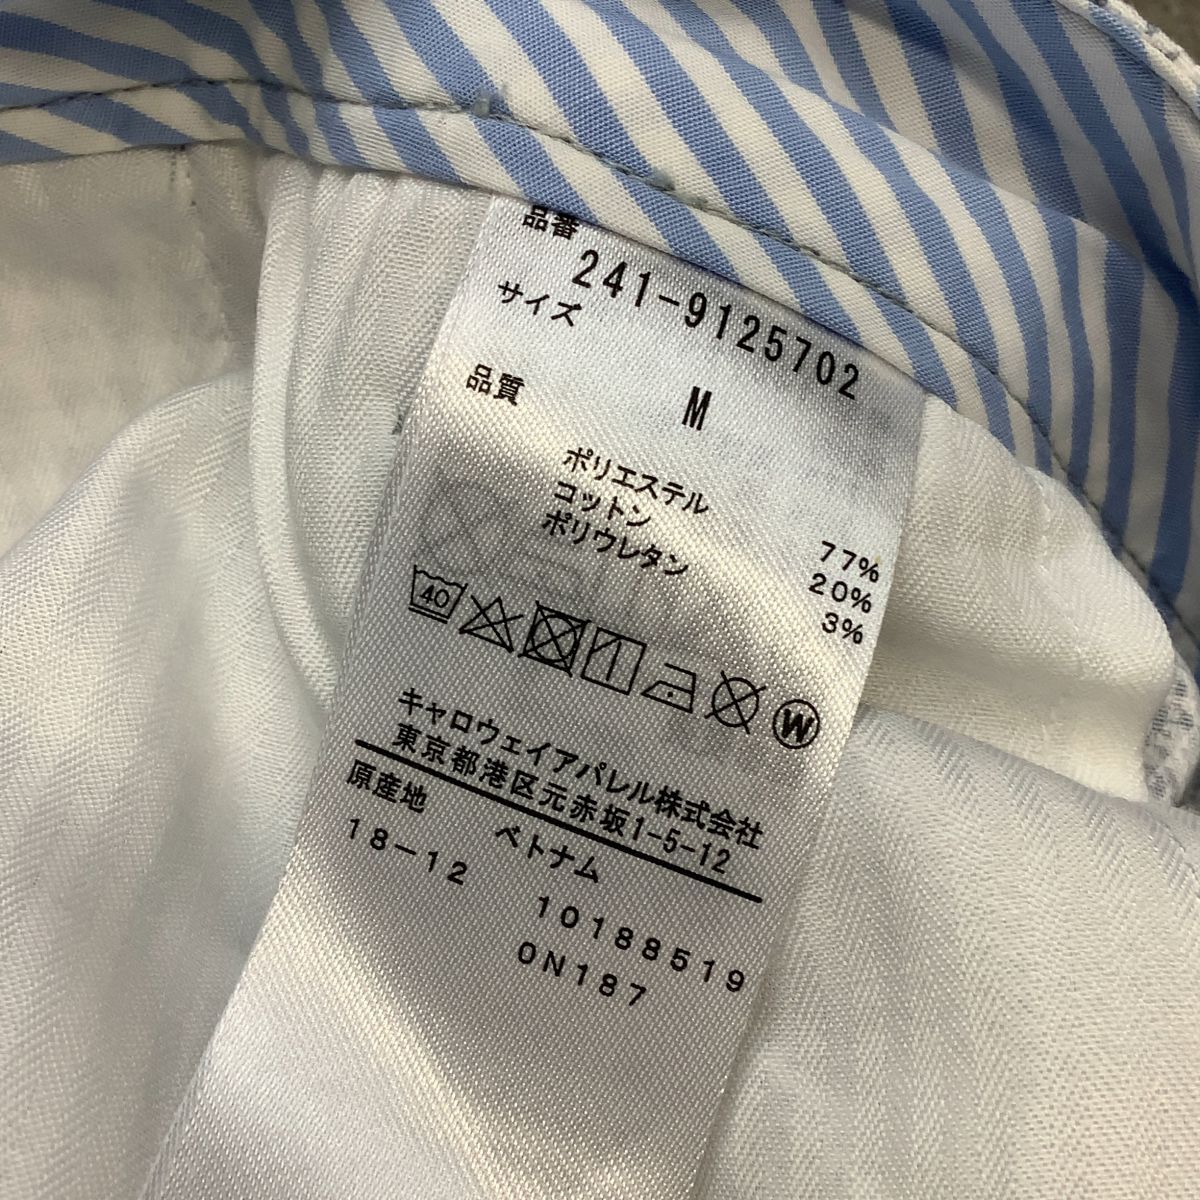 品番
241-9125702
サイズ
M
品質
ポリエステル 77%
コットン 20%
ポリウレタン 3%
40
W
キャロウェイアパレル株式会社
東京都港区元赤坂1-5-12
原産地 ベトナム
18-12 10188519
0N187